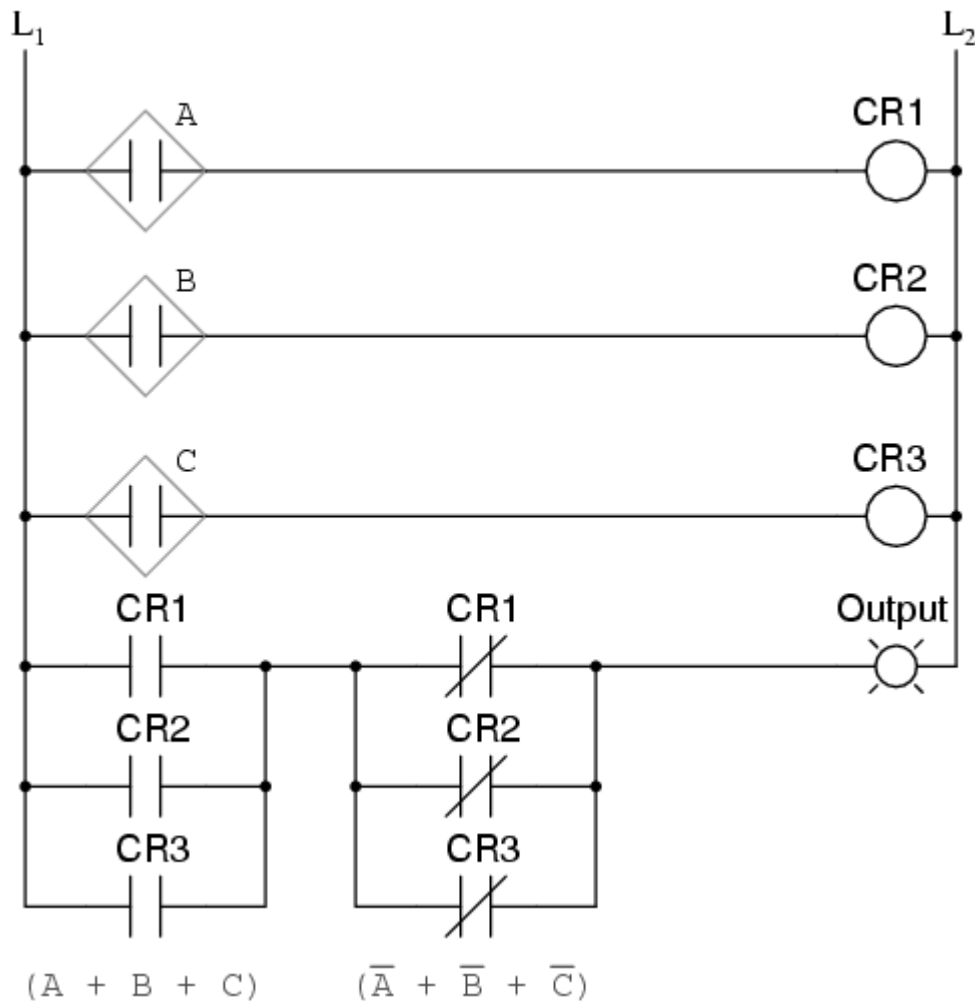 L₁ L₂
A CR1
B CR2
C CR3
CR1 CR1 Output
CR2 CR2
CR3 CR3
(A + B + C) (A̅ + B̅ + C̅)